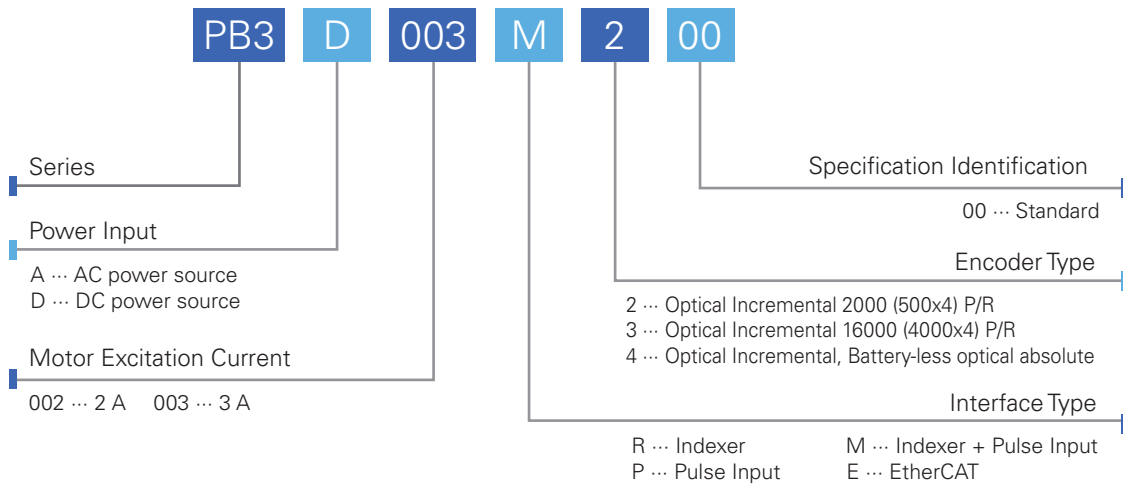 PB3 D 003 M 2 00
Series
Specification Identification
00 ··· Standard
Power Input
A ··· AC power source
D ··· DC power source
Encoder Type
2 ··· Optical Incremental 2000 (500x4) P/R
3 ··· Optical Incremental 16000 (4000x4) P/R
4 ··· Optical Incremental, Battery-less optical absolute
Motor Excitation Current
002 ··· 2 A 003 ··· 3 A
Interface Type
R ··· Indexer M ··· Indexer + Pulse Input
P ··· Pulse Input E ··· EtherCAT